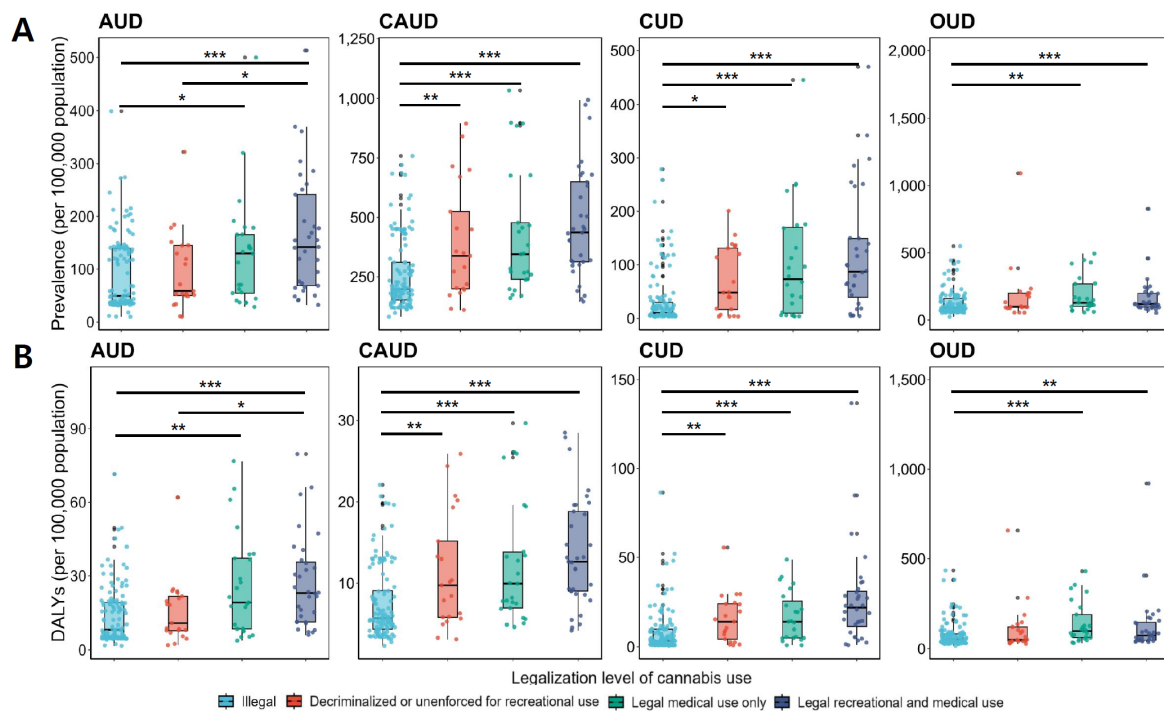 A
AUD CAUD CUD OUD
Prevalence (per 100,000 population)
500
400
300
200
100
0
*** * *
1,250
1,000
750
500
250
*** *** **
500
400
300
200
100
0
*** *** *
2,000
1,500
1,000
500
0
*** **
B
AUD CAUD CUD OUD
DALYs (per 100,000 population)
90
60
30
0
*** * **
30
20
10
*** *** **
150
100
50
0
*** *** **
1,500
1,000
500
0
** ***
Legalization level of cannabis use
Illegal Decriminalized or unenforced for recreational use Legal medical use only Legal recreational and medical use